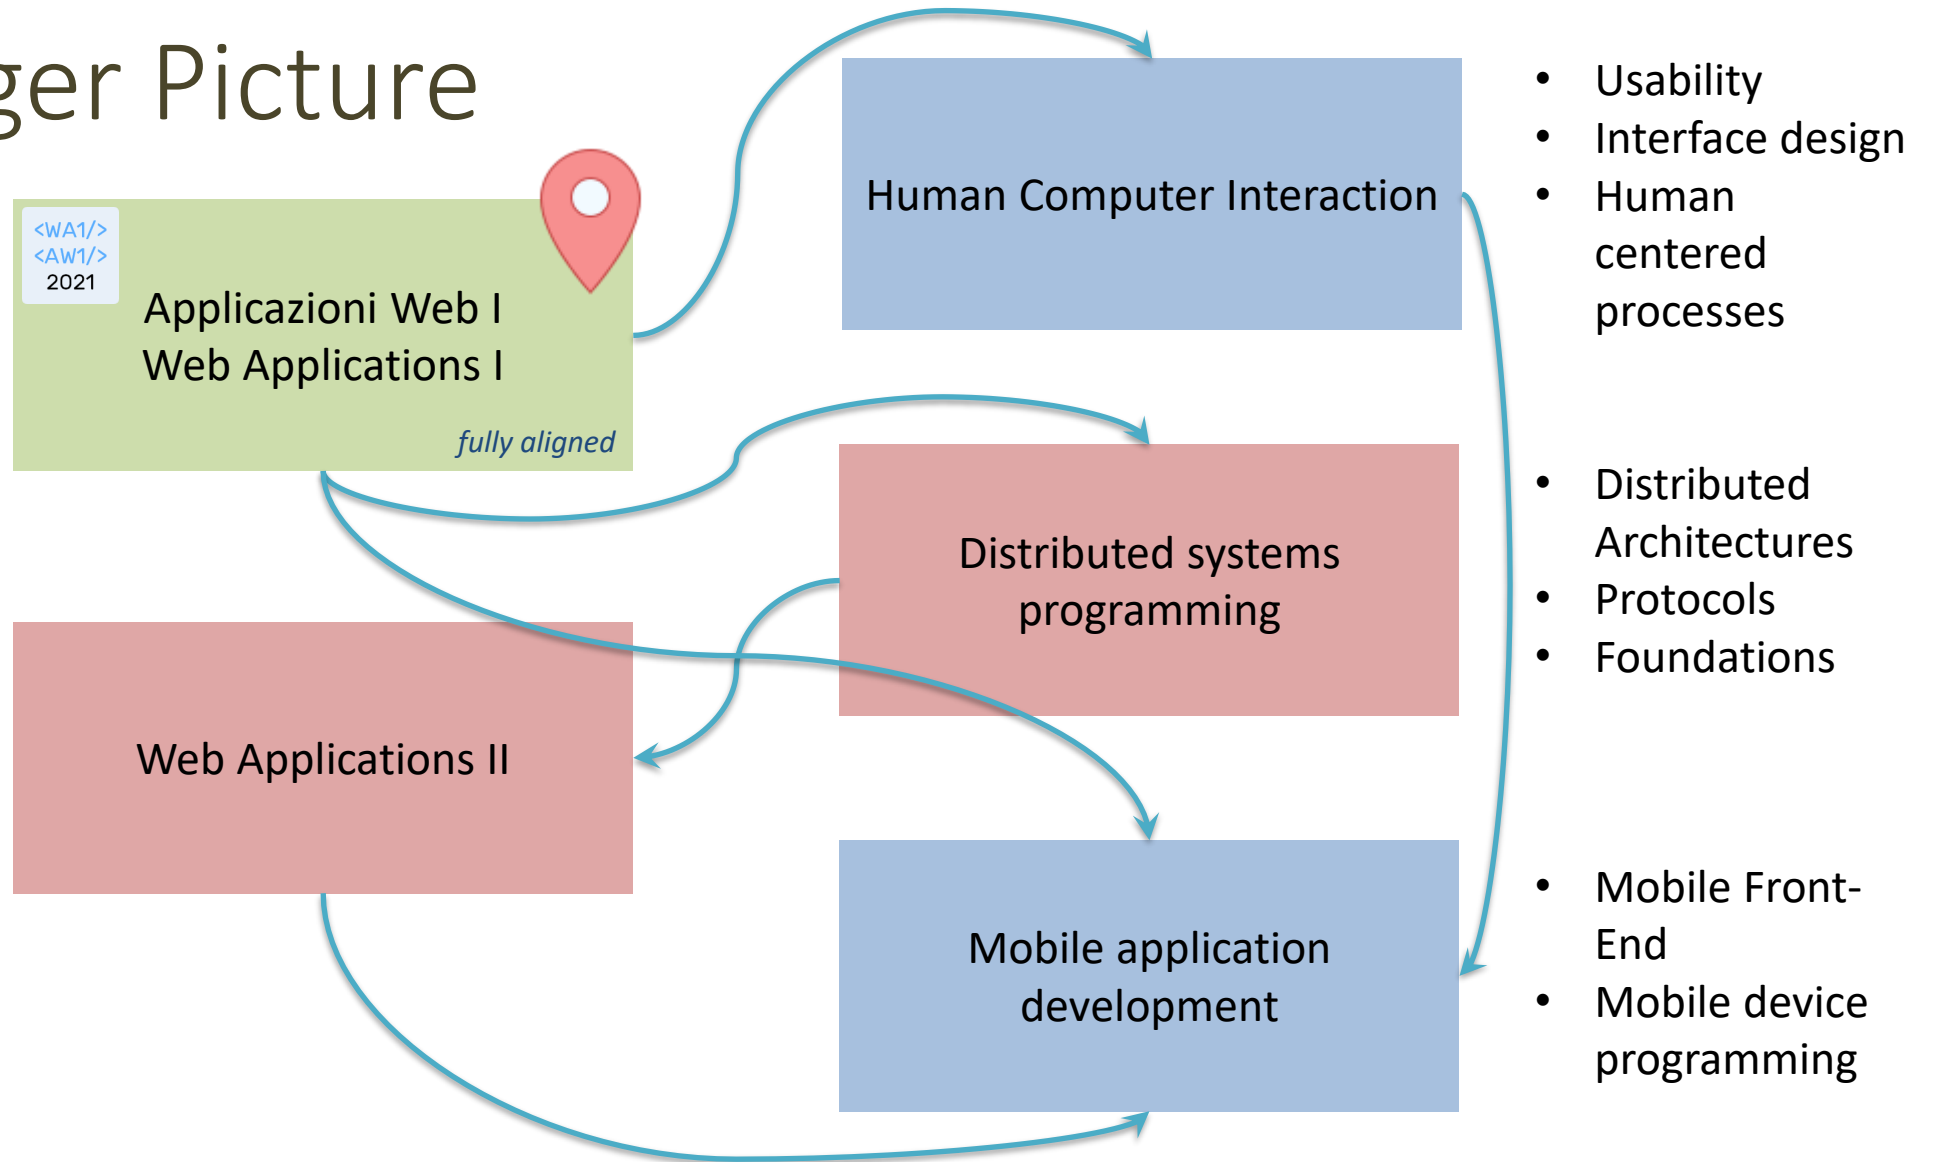 ger Picture
<WA1/>
<AW1/>
2021
Applicazioni Web I
Web Applications I
fully aligned
Human Computer Interaction
• Usability
• Interface design
• Human
centered
processes
Distributed systems
programming
• Distributed
Architectures
• Protocols
• Foundations
Web Applications II
Mobile application
development
• Mobile Front-
End
• Mobile device
programming